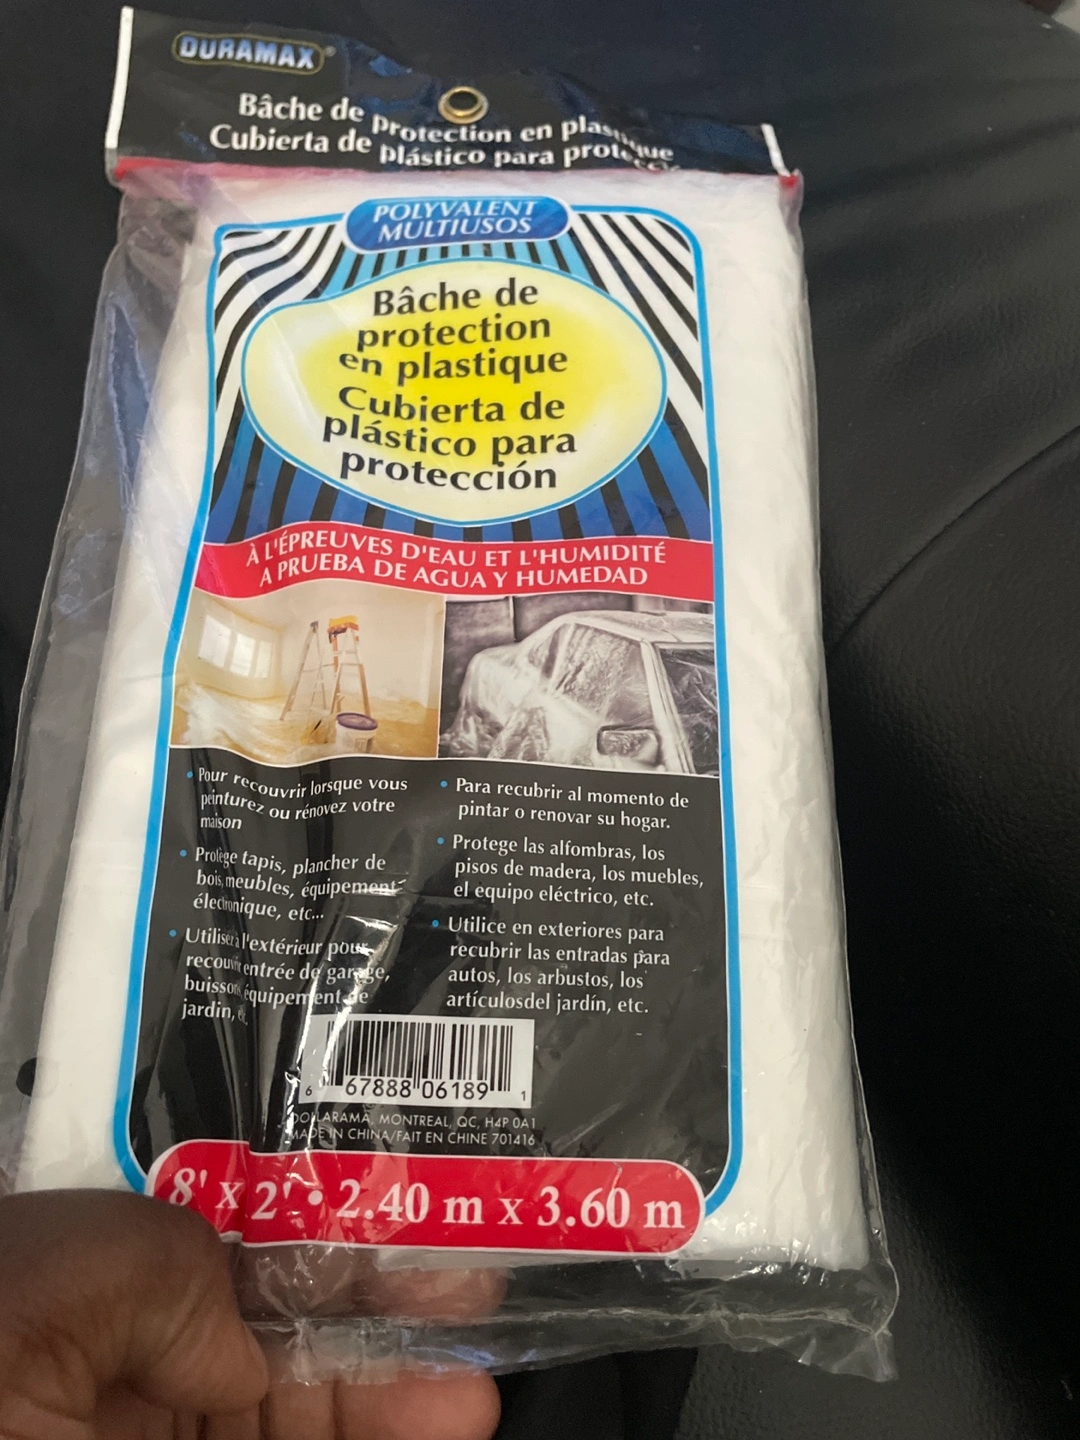 DURAMAX®
Bâche de protection en plastique
Cubierta de plástico para
POLYVALENT
MULTIUSOS
Bâche de
protection
en plastique
Cubierta de
plástico para
protección
À L'ÉPREUVES D'EAU ET L'HUMIDITÉ
A PRUEBA DE AGUA Y HUMEDAD
• Pour recouvrir lorsque vous
peinturez ou rénovez votre
maison
• Protège tapis, plancher de
bois, meubles, équipement
électronique, etc...
• Utiliser à l'extérieur pour
recouvrir entrée de garage,
buisson, équipement de
jardin,
• Para recubrir al momento de
pintar o renovar su hogar.
• Protege las alfombras, los
pisos de madera, los muebles,
el equipo eléctrico, etc.
• Utilice en exteriores para
recubrir las entradas para
autos, los arbustos, los
artículosdel jardín, etc.
6 67888 06189 1
DOLLARAMA, MONTREAL, QC, H4P 0A1
MADE IN CHINA/FAIT EN CHINE 701416
8' x 2' • 2.40 m x 3.60 m